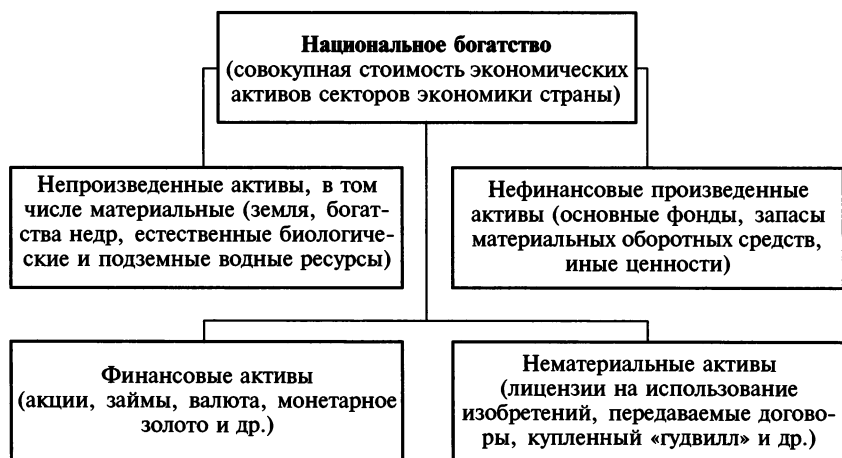 Национальное богатство
(совокупная стоимость экономических
активов секторов экономики страны)
Непроизведенные активы, в том
числе материальные (земля, богат-
ства недр, естественные биологиче-
ские и подземные водные ресурсы)
Нефинансовые произведенные
активы (основные фонды, запасы
материальных оборотных средств,
иные ценности)
Финансовые активы
(акции, займы, валюта, монетарное
золото и др.)
Нематериальные активы
(лицензии на использование
изобретений, передаваемые догово-
ры, купленный «гудвилл» и др.)